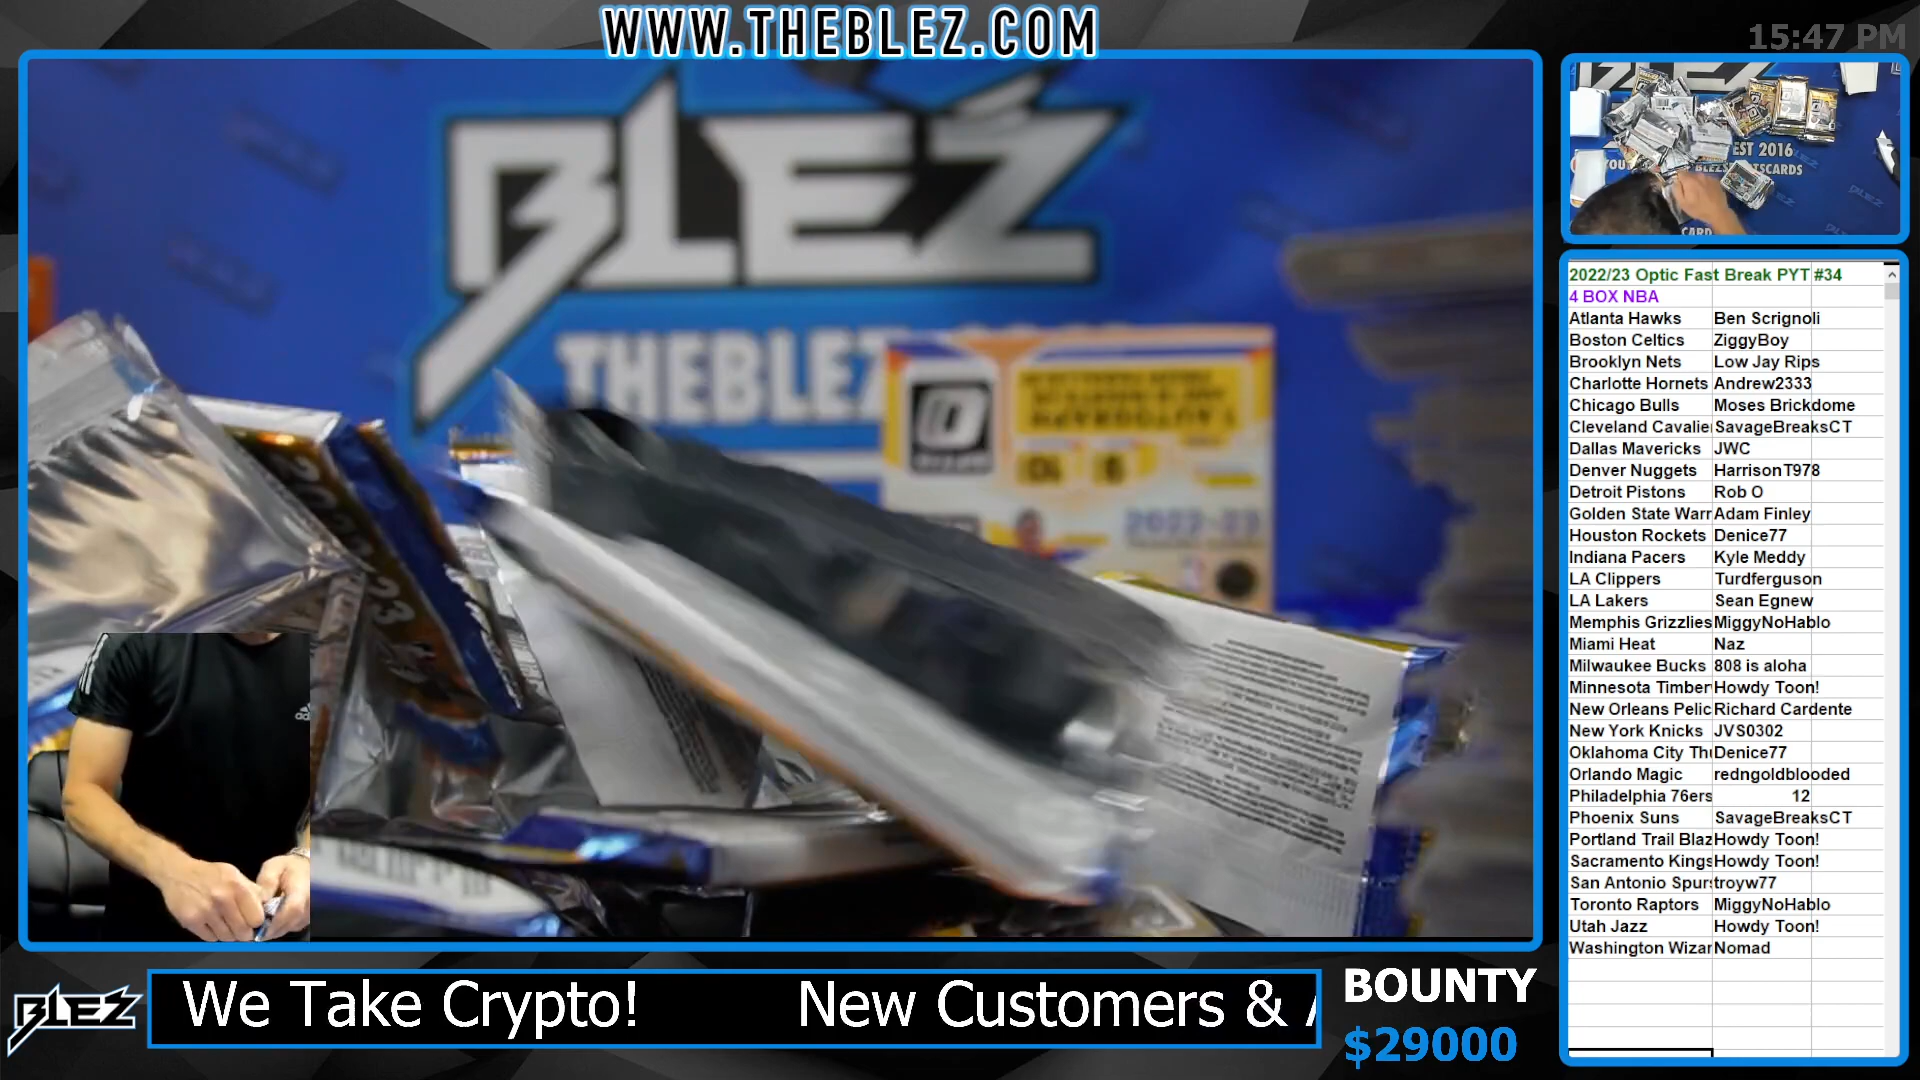 WWW.THEBLEZ.COM
15:47 PM
BLEZ
THEBLEZ
2022-23
EST 2016
2022/23 Optic Fast Break PYT #34
4 BOX NBA
Atlanta Hawks Ben Scrignoli
Boston Celtics ZiggyBoy
Brooklyn Nets Low Jay Rips
Charlotte Hornets Andrew2333
Chicago Bulls Moses Brickdome
Cleveland Cavalie SavageBreaksCT
Dallas Mavericks JWC
Denver Nuggets HarrisonT978
Detroit Pistons Rob O
Golden State Warr Adam Finley
Houston Rockets Denice77
Indiana Pacers Kyle Meddy
LA Clippers Turdferguson
LA Lakers Sean Egnew
Memphis Grizzlies MiggyNoHablo
Miami Heat Naz
Milwaukee Bucks 808 is aloha
Minnesota Timber Howdy Toon!
New Orleans Pelic Richard Cardente
New York Knicks JVS0302
Oklahoma City Thu Denice77
Orlando Magic redngoldblooded
Philadelphia 76ers 12
Phoenix Suns SavageBreaksCT
Portland Trail Blaz Howdy Toon!
Sacramento Kings Howdy Toon!
San Antonio Spurs troyw77
Toronto Raptors MiggyNoHablo
Utah Jazz Howdy Toon!
Washington Wizar Nomad
BLEZ
We Take Crypto! New Customers &
BOUNTY
$29000